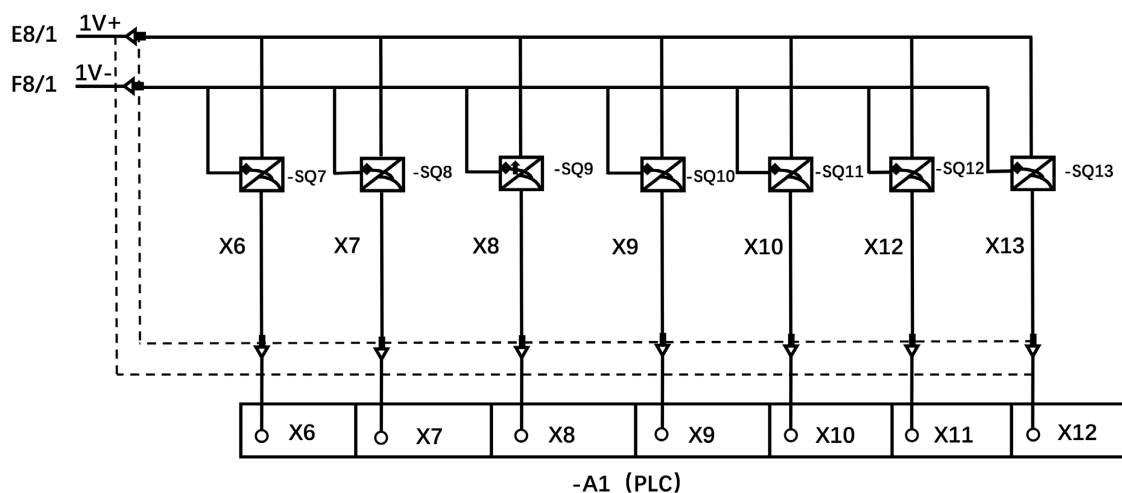 1V+
E8/1
1V-
F8/1
-SQ7
-SQ8
-SQ9
-SQ10
-SQ11
-SQ12
-SQ13
X6
X7
X8
X9
X10
X12
X13
X6
X7
X8
X9
X10
X11
X12
-A1（PLC）